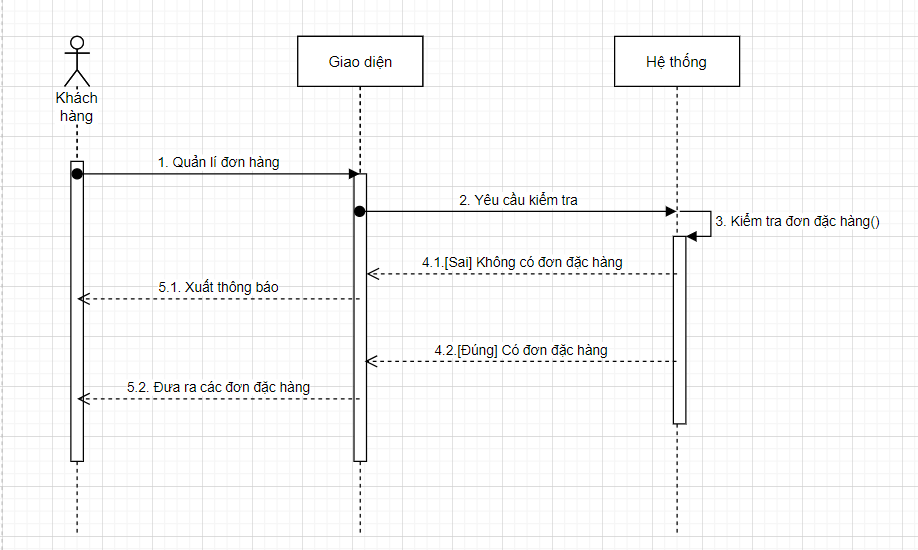 Giao diện
Hệ thống
Khách
hàng
1. Quản lí đơn hàng
2. Yêu cầu kiểm tra
3. Kiểm tra đơn đặc hàng()
4.1.[Sai] Không có đơn đặc hàng
5.1. Xuất thông báo
4.2.[Đúng] Có đơn đặc hàng
5.2. Đưa ra các đơn đặc hàng